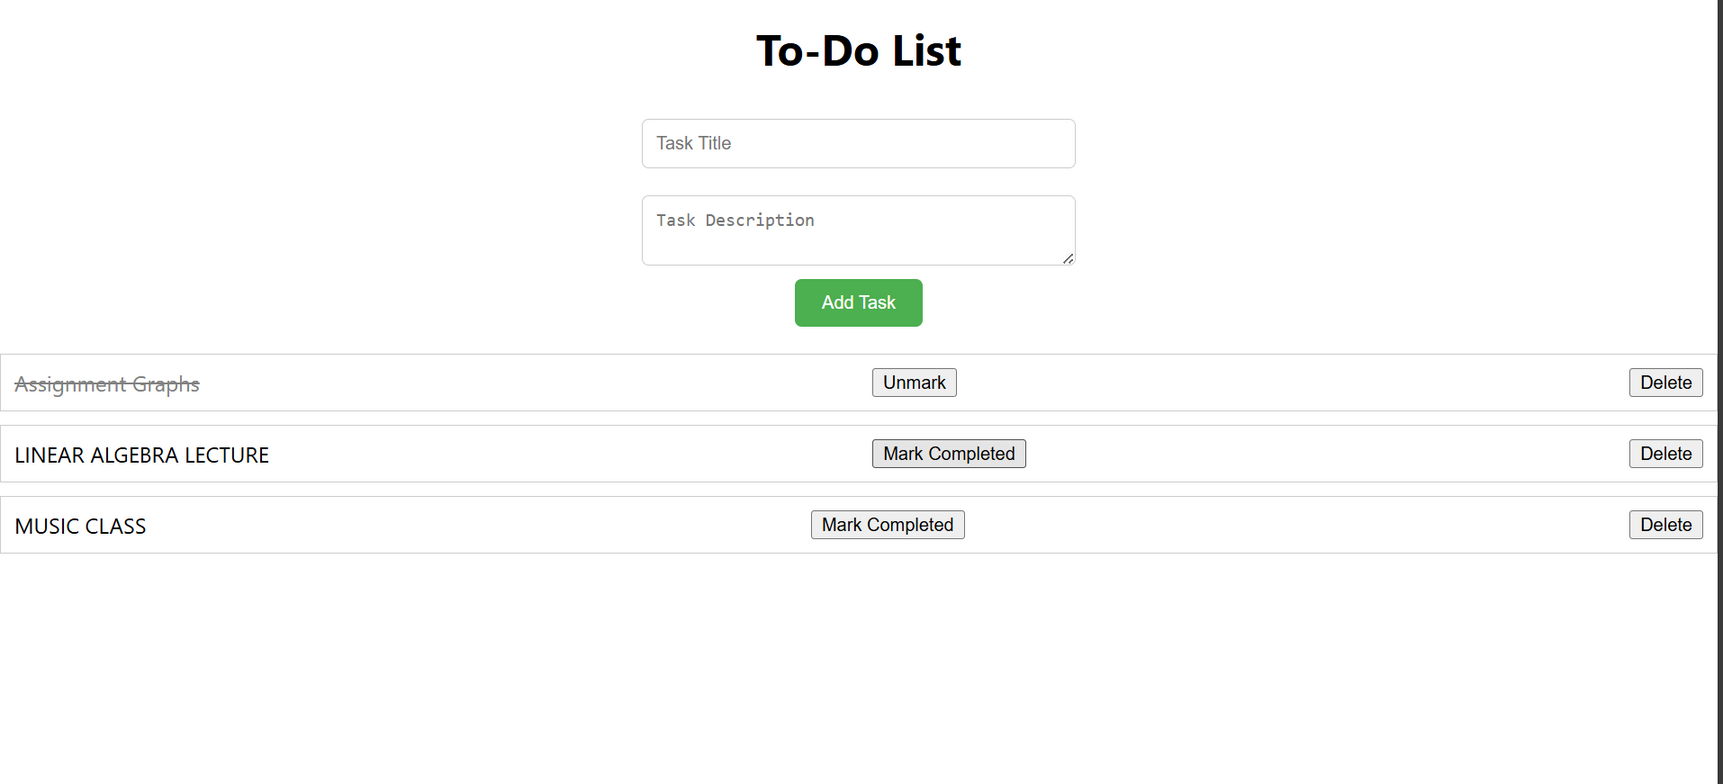 To-Do List
Task Title
Task Description
Add Task
Assignment Graphs Unmark Delete
LINEAR ALGEBRA LECTURE Mark Completed Delete
MUSIC CLASS Mark Completed Delete